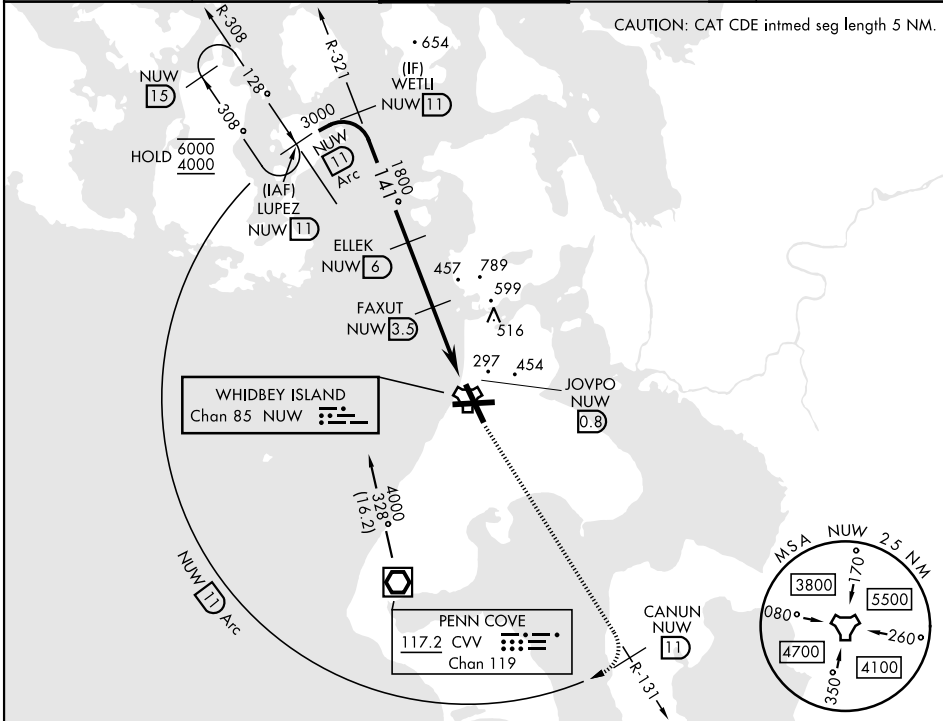 CAUTION: CAT CDE intmed seg length 5 NM.
R-308
R-321
654
(IF)
WETLI
NUW 11
NUW
15
128°
308°
3000
HOLD 6000
4000
NUW
11
Arc
(IAF)
LUPEZ
NUW 11
1800
141°
ELLEK
NUW 6
457
789
599
516
FAXUT
NUW 3.5
297
454
JOVPO
NUW
0.8
WHIDBEY ISLAND
Chan 85 NUW
4000
328°
(16.2)
NUW 11 Arc
PENN COVE
117.2 CVV
Chan 119
CANUN
NUW
11
R-131
MSA NUW 25 NM
3800
170°
5500
080°
260°
4700
4100
350°